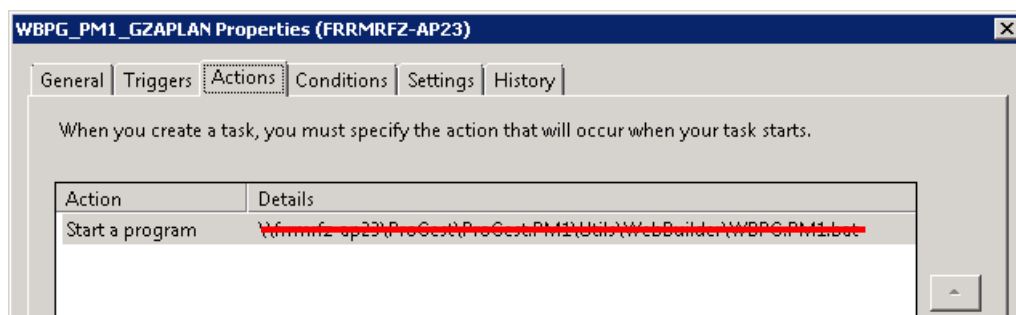 WBPG_PM1_GZAPLAN Properties (FRRMRFZ-AP23)
General Triggers Actions Conditions Settings History
When you create a task, you must specify the action that will occur when your task starts.
Action Details
Start a program